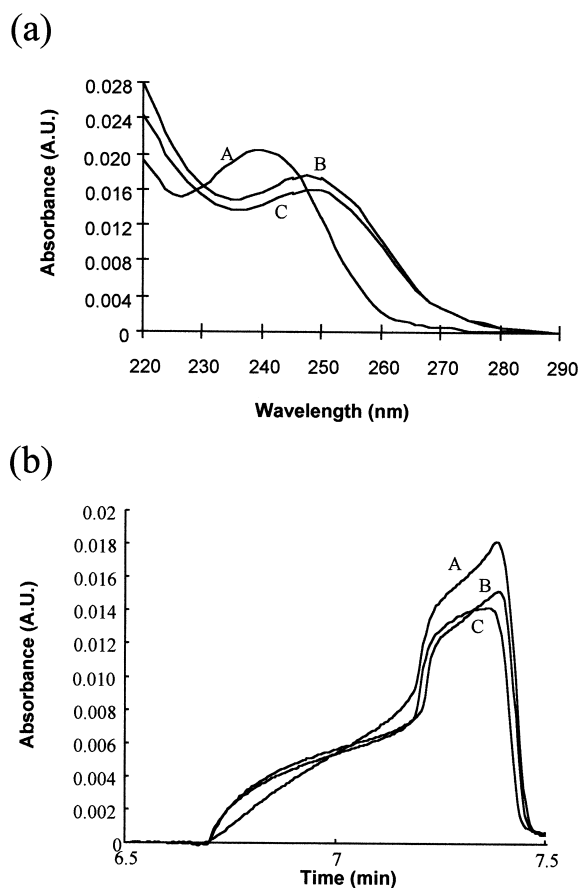 (a)
0.028
0.024
0.020
0.016
0.012
0.008
0.004
0
Absorbance (A.U.)
A
B
C
220 230 240 250 260 270 280 290
Wavelength (nm)
(b)
0.02
0.018
0.016
0.014
0.012
0.01
0.008
0.006
0.004
0.002
0
Absorbance (A.U.)
A
B
C
6.5 7 7.5
Time (min)